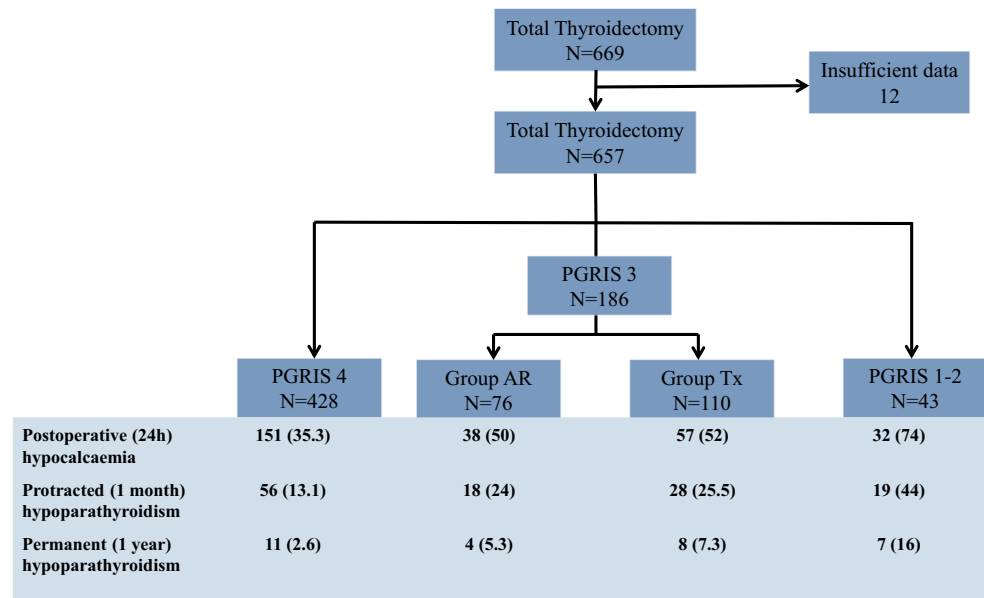 Total Thyroidectomy
N=669
Insufficient data
12
Total Thyroidectomy
N=657
PGRIS 3
N=186
PGRIS 4
N=428
Group AR
N=76
Group Tx
N=110
PGRIS 1-2
N=43
Postoperative (24h) 151 (35.3) 38 (50) 57 (52) 32 (74)
hypocalcaemia
Protracted (1 month) 56 (13.1) 18 (24) 28 (25.5) 19 (44)
hypoparathyroidism
Permanent (1 year) 11 (2.6) 4 (5.3) 8 (7.3) 7 (16)
hypoparathyroidism